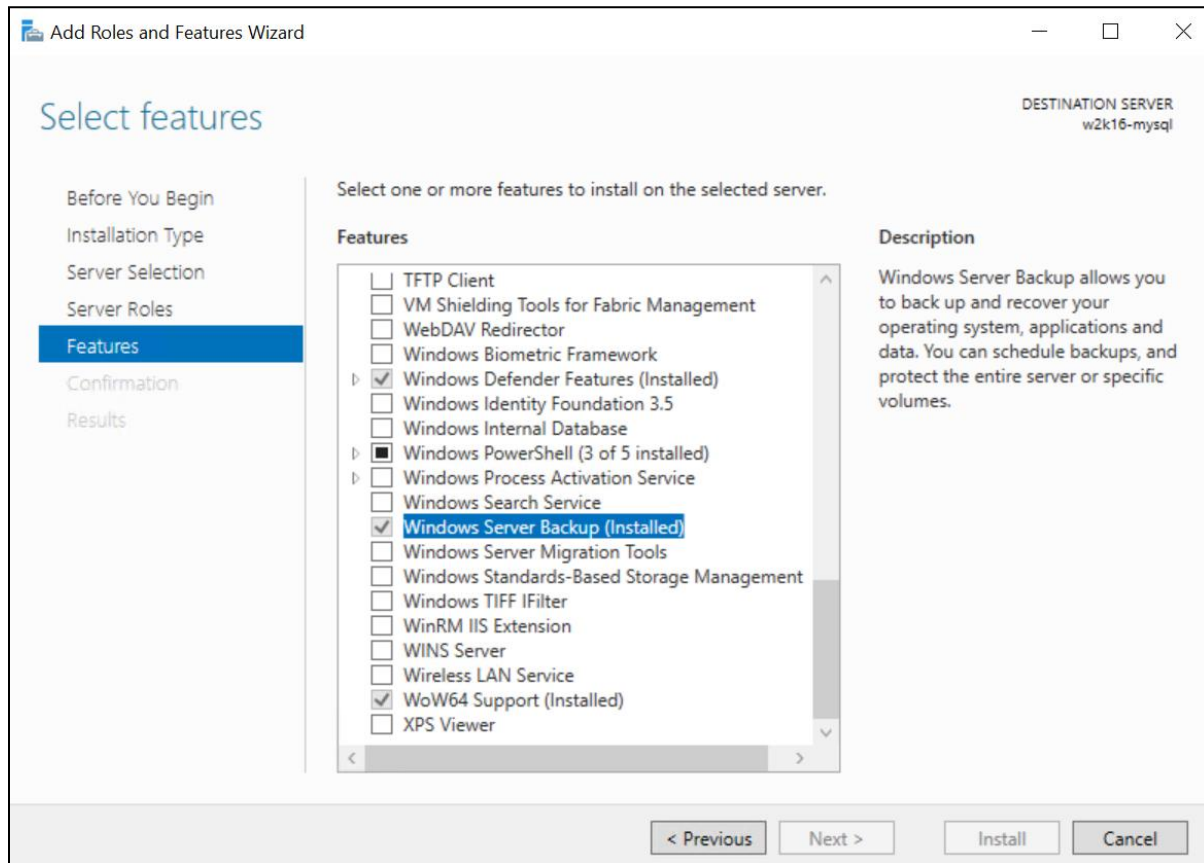 Add Roles and Features Wizard
Select features
DESTINATION SERVER
w2k16-mysql
Before You Begin
Installation Type
Server Selection
Server Roles
Features
Confirmation
Results
Select one or more features to install on the selected server.
Features
TFTP Client
VM Shielding Tools for Fabric Management
WebDAV Redirector
Windows Biometric Framework
Windows Defender Features (Installed)
Windows Identity Foundation 3.5
Windows Internal Database
Windows PowerShell (3 of 5 installed)
Windows Process Activation Service
Windows Search Service
Windows Server Backup (Installed)
Windows Server Migration Tools
Windows Standards-Based Storage Management
Windows TIFF IFilter
WinRM IIS Extension
WINS Server
Wireless LAN Service
WoW64 Support (Installed)
XPS Viewer
Description
Windows Server Backup allows you
to back up and recover your
operating system, applications and
data. You can schedule backups, and
protect the entire server or specific
volumes.
< Previous
Next >
Install
Cancel